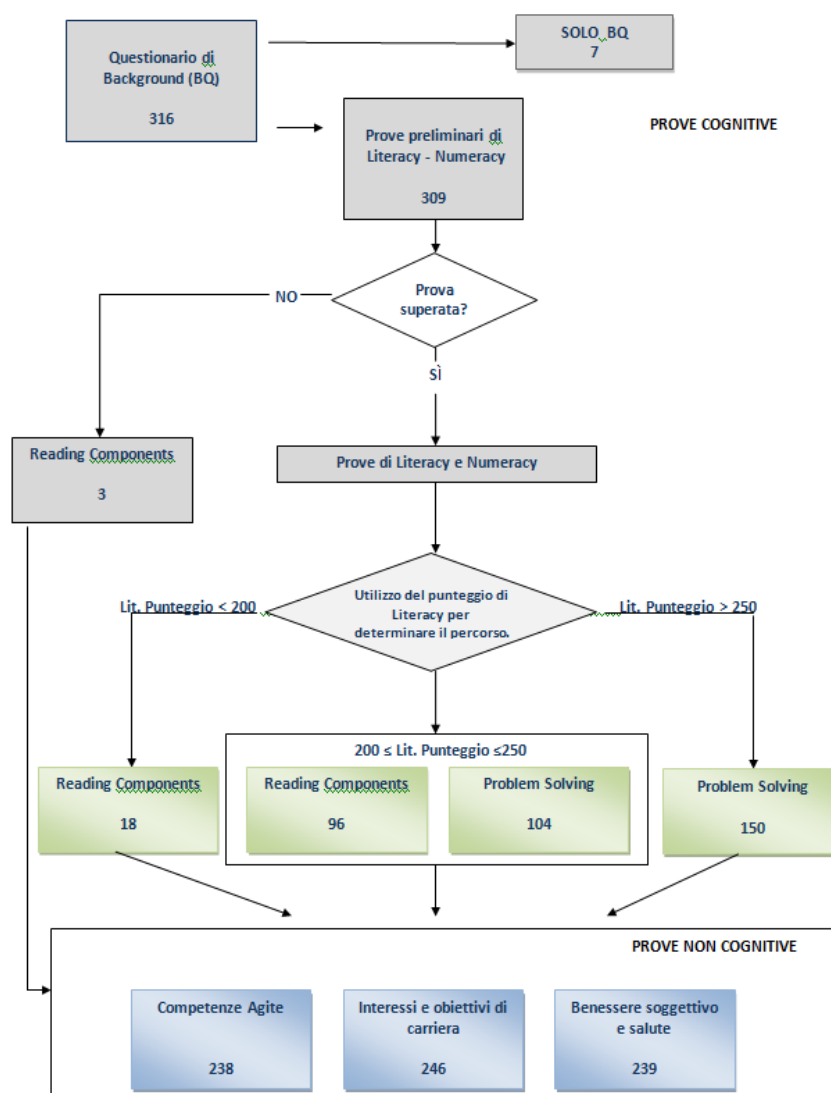 Questionario di
Background (BQ)
316
SOLO BQ
7
Prove preliminari di
Literacy - Numeracy
309
PROVE COGNITIVE
Prova
superata?
NO
SÌ
Reading Components
3
Prove di Literacy e Numeracy
Utilizzo del punteggio di
Literacy per
determinare il percorso.
Lit. Punteggio < 200
Lit. Punteggio > 250
200 ≤ Lit. Punteggio ≤250
Reading Components
18
Reading Components
96
Problem Solving
104
Problem Solving
150
PROVE NON COGNITIVE
Competenze Agite
238
Interessi e obiettivi di
carriera
246
Benessere soggettivo
e salute
239